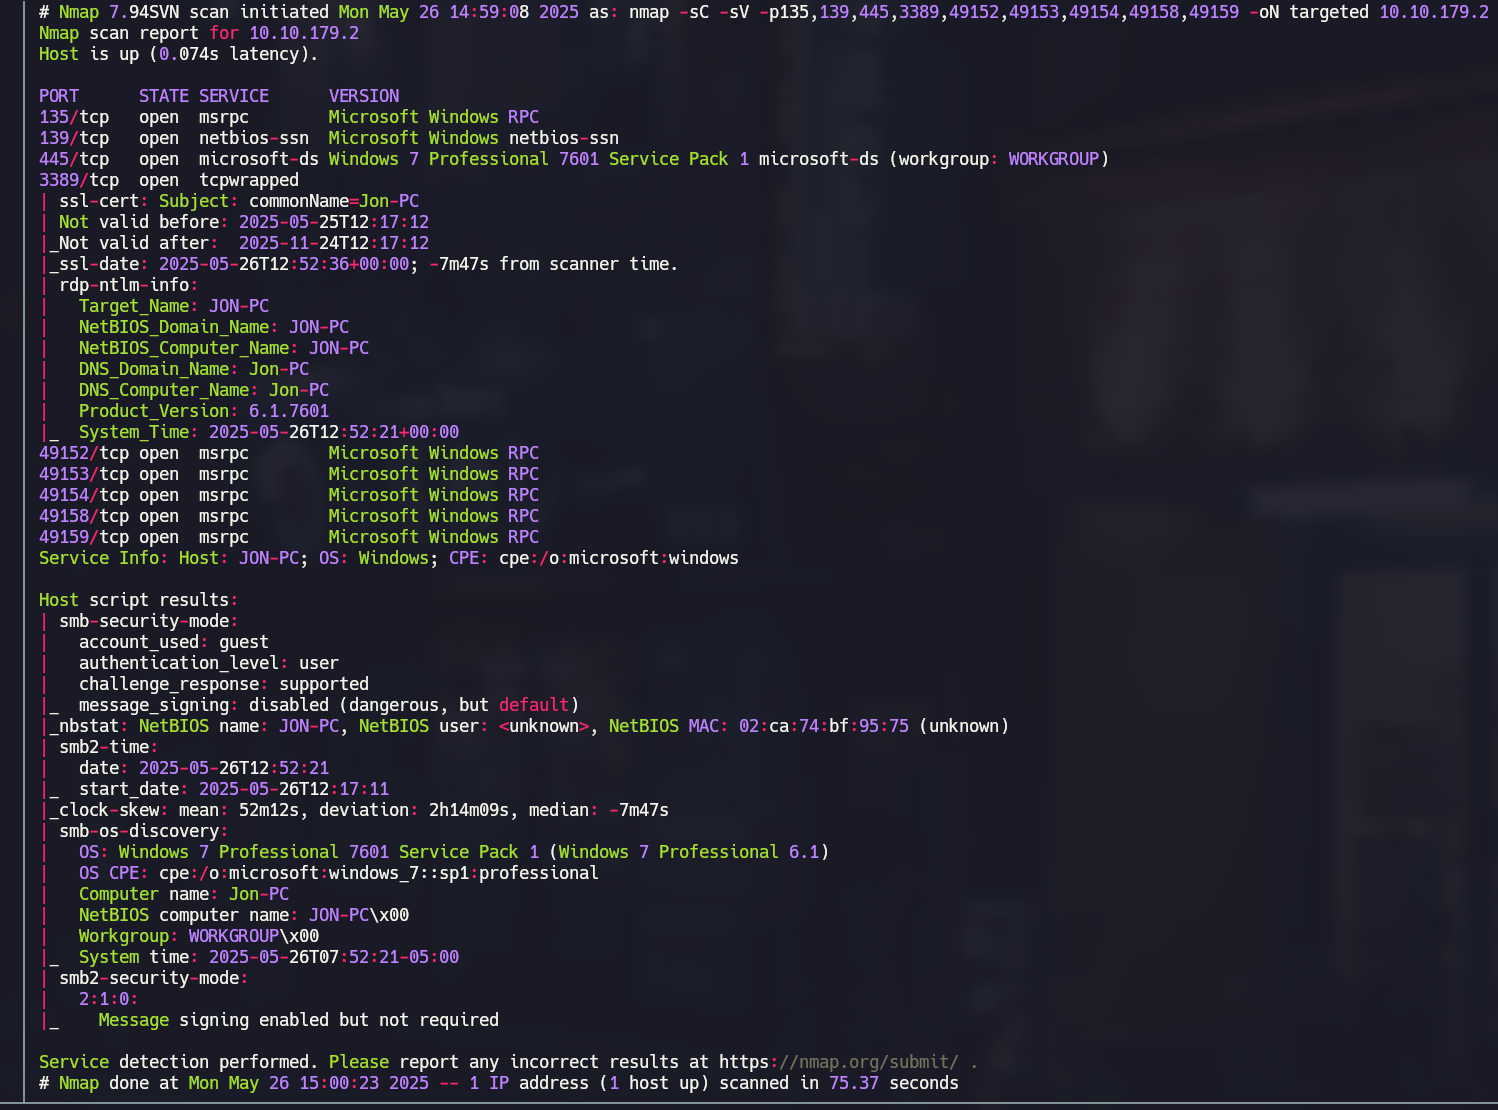 # Nmap 7.94SVN scan initiated Mon May 26 14:59:08 2025 as: nmap -sC -sV -p135,139,445,3389,49152,49153,49154,49158,49159 -oN targeted 10.10.179.2
Nmap scan report for 10.10.179.2
Host is up (0.074s latency).

PORT      STATE SERVICE      VERSION
135/tcp   open  msrpc        Microsoft Windows RPC
139/tcp   open  netbios-ssn  Microsoft Windows netbios-ssn
445/tcp   open  microsoft-ds Windows 7 Professional 7601 Service Pack 1 microsoft-ds (workgroup: WORKGROUP)
3389/tcp  open  tcpwrapped
| ssl-cert: Subject: commonName=Jon-PC
| Not valid before: 2025-05-25T12:17:12
|_Not valid after:  2025-11-24T12:17:12
|_ssl-date: 2025-05-26T12:52:36+00:00; -7m47s from scanner time.
| rdp-ntlm-info:
|   Target_Name: JON-PC
|   NetBIOS_Domain_Name: JON-PC
|   NetBIOS_Computer_Name: JON-PC
|   DNS_Domain_Name: Jon-PC
|   DNS_Computer_Name: Jon-PC
|   Product_Version: 6.1.7601
|_  System_Time: 2025-05-26T12:52:21+00:00
49152/tcp open  msrpc        Microsoft Windows RPC
49153/tcp open  msrpc        Microsoft Windows RPC
49154/tcp open  msrpc        Microsoft Windows RPC
49158/tcp open  msrpc        Microsoft Windows RPC
49159/tcp open  msrpc        Microsoft Windows RPC
Service Info: Host: JON-PC; OS: Windows; CPE: cpe:/o:microsoft:windows

Host script results:
| smb-security-mode:
|   account_used: guest
|   authentication_level: user
|   challenge_response: supported
|_  message_signing: disabled (dangerous, but default)
|_nbstat: NetBIOS name: JON-PC, NetBIOS user: <unknown>, NetBIOS MAC: 02:ca:74:bf:95:75 (unknown)
| smb2-time:
|   date: 2025-05-26T12:52:21
|_  start_date: 2025-05-26T12:17:11
|_clock-skew: mean: 52m12s, deviation: 2h14m09s, median: -7m47s
| smb-os-discovery:
|   OS: Windows 7 Professional 7601 Service Pack 1 (Windows 7 Professional 6.1)
|   OS CPE: cpe:/o:microsoft:windows_7::sp1:professional
|   Computer name: Jon-PC
|   NetBIOS computer name: JON-PC\x00
|   Workgroup: WORKGROUP\x00
|_  System time: 2025-05-26T07:52:21-05:00
| smb2-security-mode:
|   2:1:0:
|_    Message signing enabled but not required

Service detection performed. Please report any incorrect results at https://nmap.org/submit/ .
# Nmap done at Mon May 26 15:00:23 2025 -- 1 IP address (1 host up) scanned in 75.37 seconds